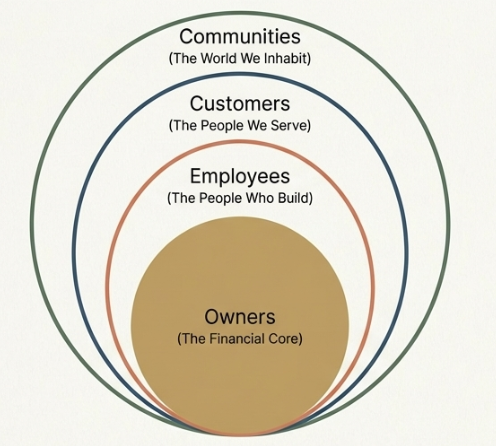 Communities
(The World We Inhabit)
Customers
(The People We Serve)
Employees
(The People Who Build)
Owners
(The Financial Core)